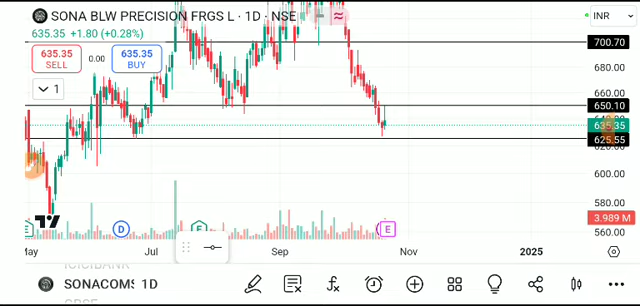 SONA BLW PRECISION FRGS L · 1D · NSE
INR
635.35 +1.80 (+0.28%)
635.35
SELL
0.00
635.35
BUY
1
700.70
680.00
660.00
650.10
635.35
625.55
600.00
580.00
3.989 M
560.00
E
D
E
E
May
Jul
Sep
Nov
2025
ICICIBANK
SONACOMS 1D